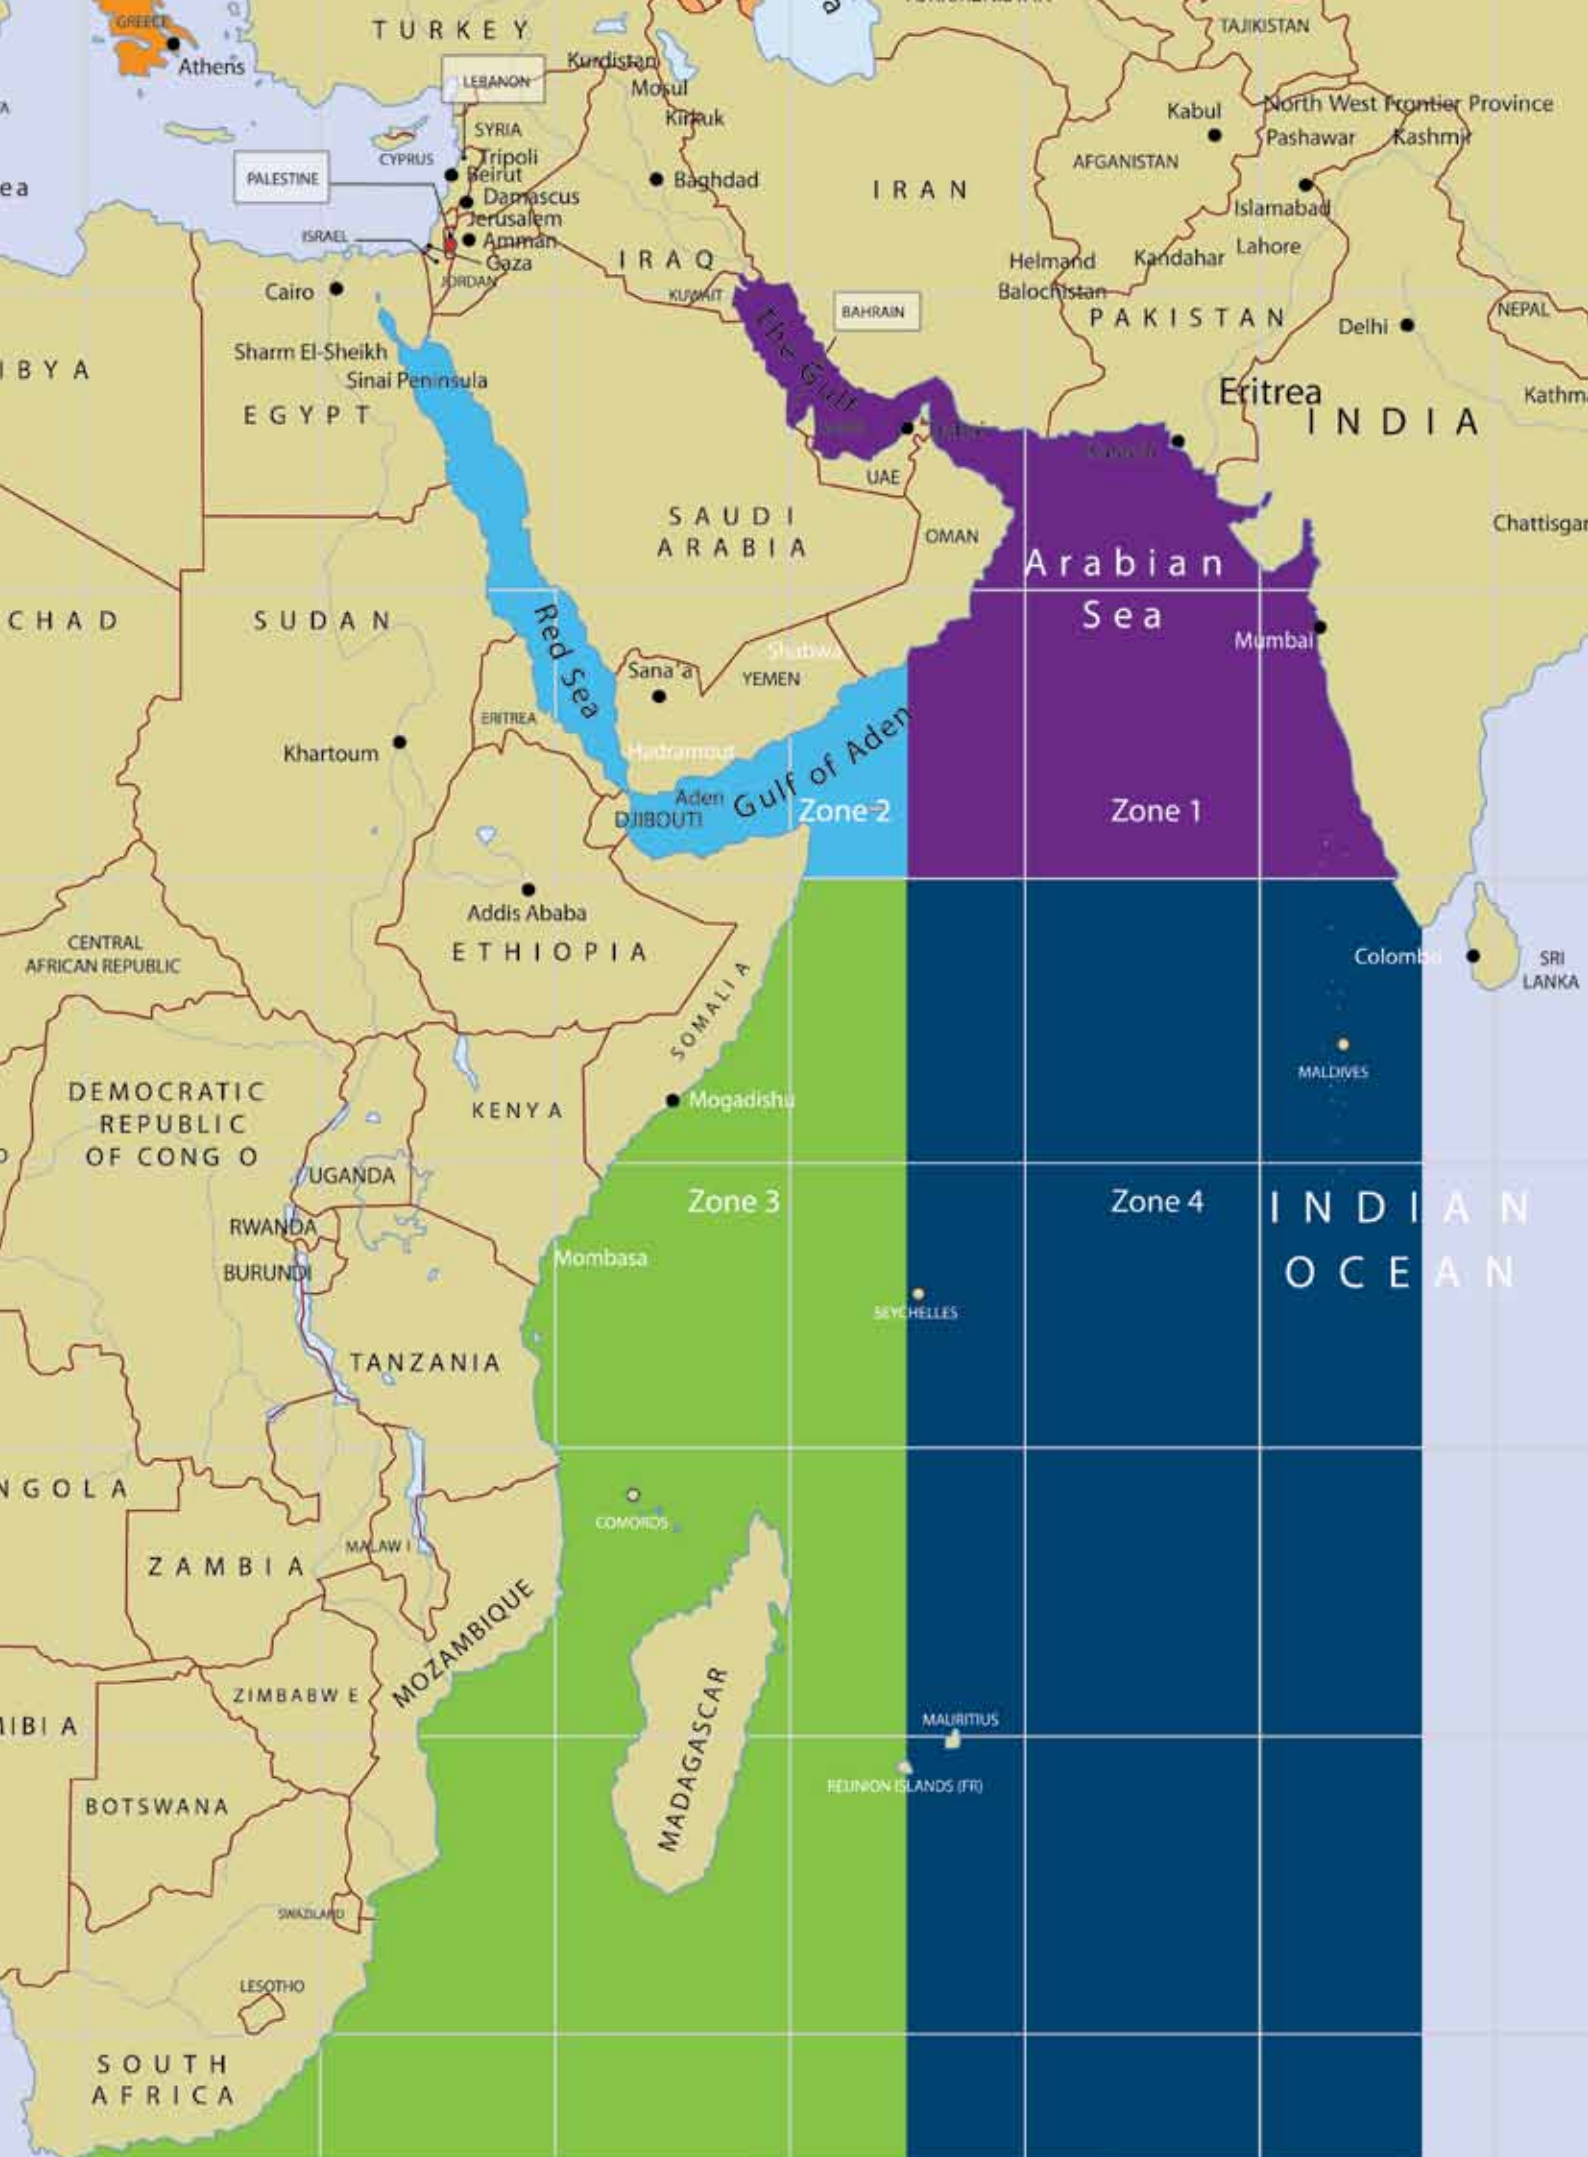 GREECE
Athens
TURKEY
TAJIKISTAN
LEBANON
Kurdistan
Mosul
Kirkuk
SYRIA
CYPRUS
Tripoli
Beirut
PALESTINE
Damascus
Jerusalem
ISRAEL
Amman
Gaza
JORDAN
Baghdad
IRAQ
KUWAIT
IRAN
Kabul
AFGANISTAN
North West Frontier Province
Pashawar
Kashmir
Islamabad
Lahore
Kandahar
Helmand
Balochistan
PAKISTAN
Delhi
NEPAL
Kathm
Eritrea
INDIA
Chattisgar
ea
IBYA
Cairo
Sharm El-Sheikh
Sinai Peninsula
EGYPT
The Gulf
BAHRAIN
UAE
OMAN
SAUDI
ARABIA
Arabian
Sea
Mumbai
CHAD
SUDAN
Red Sea
Sana'a
Shabwa
YEMEN
ERITREA
Khartoum
Hadramout
Aden
Gulf of Aden
DJIBOUTI
Zone 2
Zone 1
Addis Ababa
ETHIOPIA
CENTRAL
AFRICAN REPUBLIC
SOMALIA
Colombo
SRI
LANKA
MALDIVES
DEMOCRATIC
REPUBLIC
OF CONG O
KENYA
Mogadishu
UGANDA
RWANDA
BURUNDI
Zone 3
Zone 4
INDIAN
OCEAN
Mombasa
SEYCHELLES
TANZANIA
NGOLA
COMOROS
ZAMBIA
MALAW I
MOZAMBIQUE
ZIMBABW E
MADAGASCAR
MAURITIUS
REUNION ISLANDS (FR)
IBI A
BOTSWANA
SWAZILAND
LESOTHO
SOUTH
AFRICA